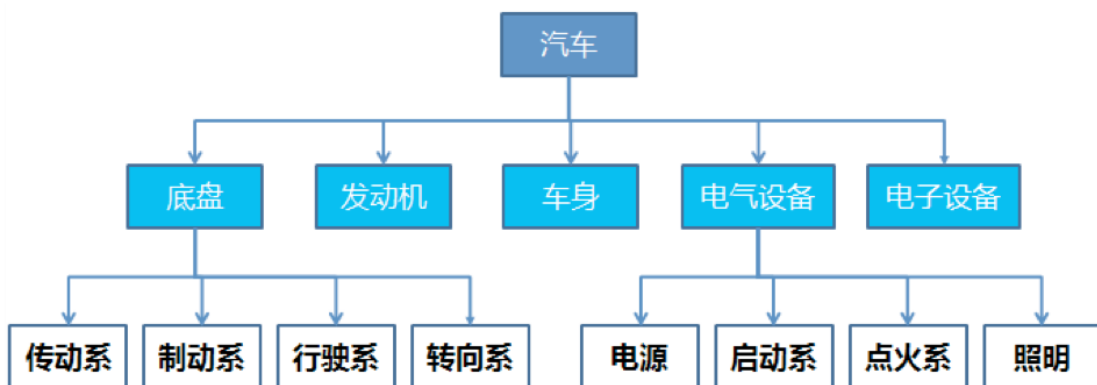 汽车
底盘
发动机
车身
电气设备
电子设备
传动系
制动系
行驶系
转向系
电源
启动系
点火系
照明